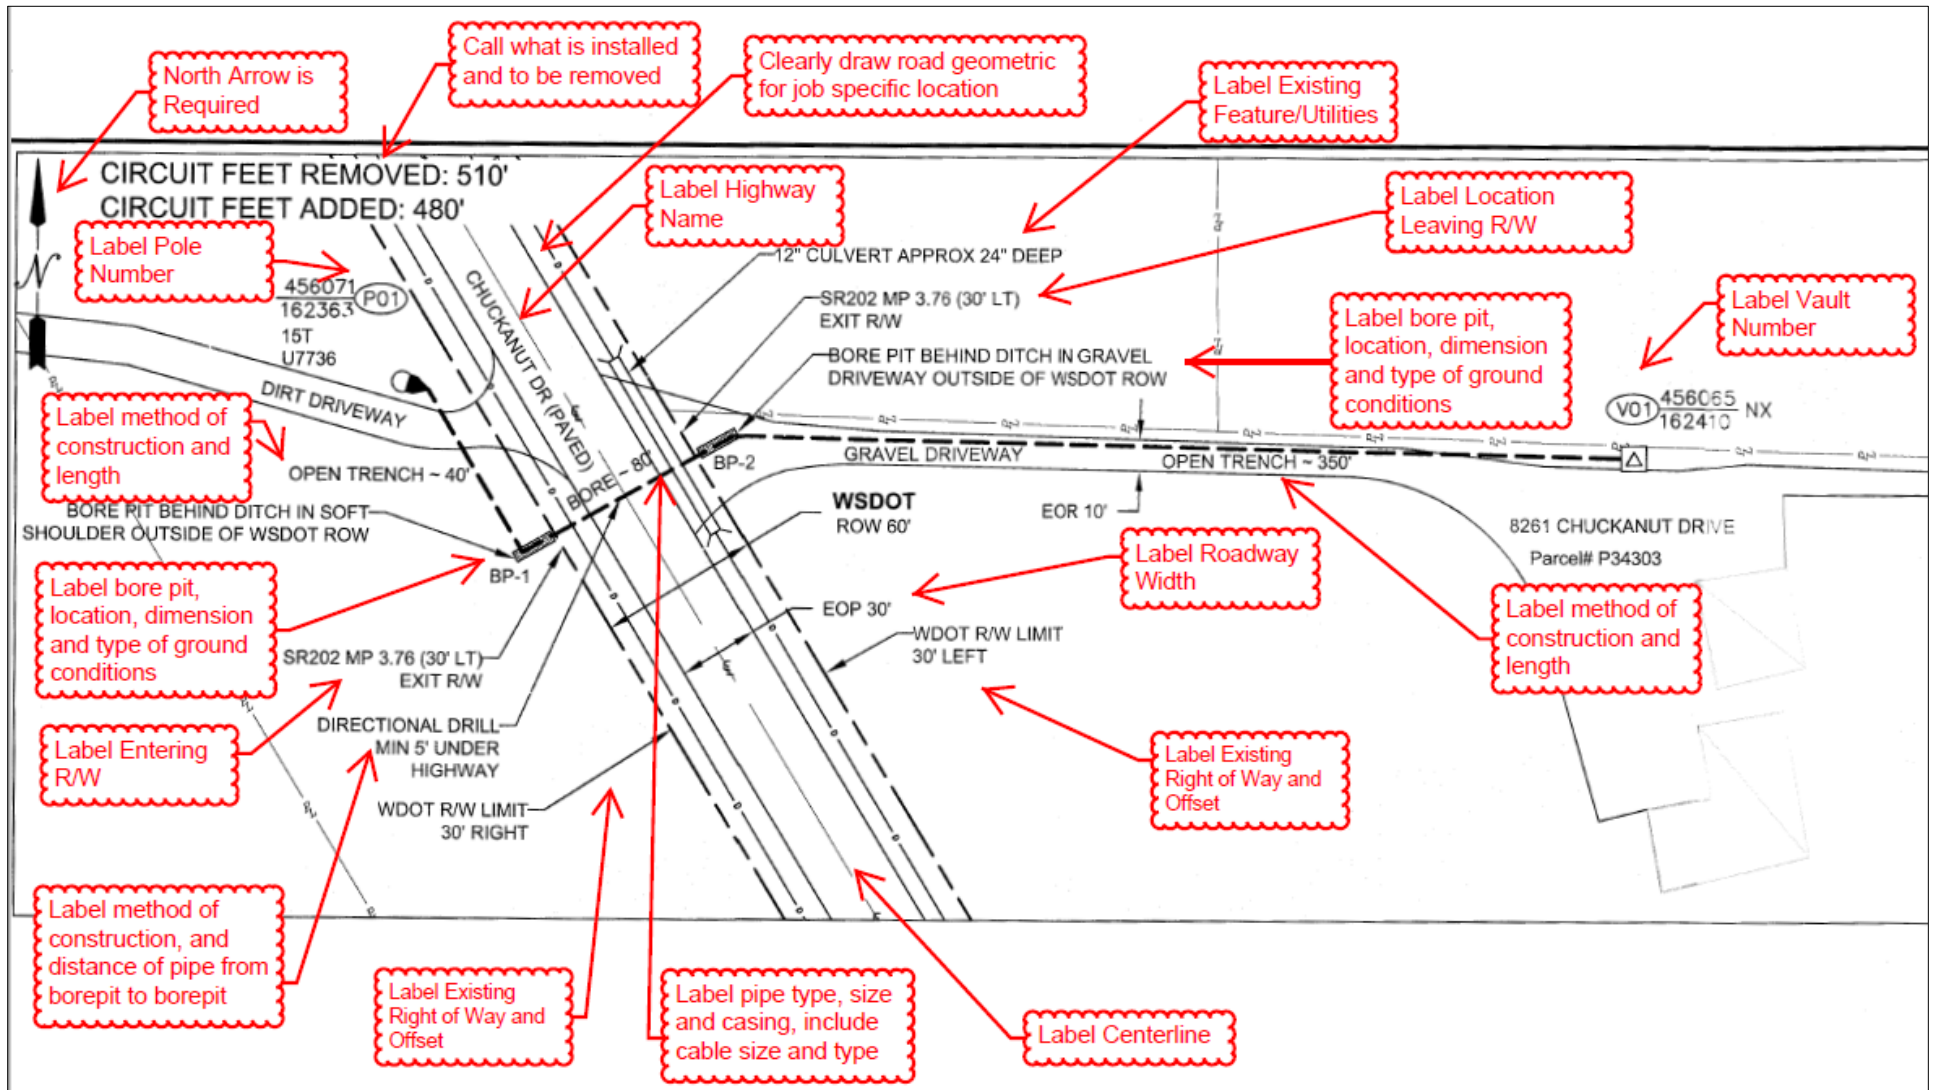 North Arrow is
Required
Call what is installed
and to be removed
Clearly draw road geometric
for job specific location
Label Existing
Feature/Utilities
CIRCUIT FEET REMOVED: 510'
CIRCUIT FEET ADDED: 480'
Label Highway
Name
Label Location
Leaving R/W
Label Pole
Number
N
12" CULVERT APPROX 24" DEEP
456071
162363
P01
15T
U7736
CHUCKANUT DR (PAVED)
SR202 MP 3.76 (30' LT)
EXIT R/W
Label bore pit,
location, dimension
and type of ground
conditions
Label Vault
Number
BORE PIT BEHIND DITCH IN GRAVEL
DRIVEWAY OUTSIDE OF WSDOT ROW
DIRT DRIVEWAY
V01
456065
162410
NX
Label method of
construction and
length
OPEN TRENCH ~ 40'
BORE ~ 80'
BP-2
GRAVEL DRIVEWAY
OPEN TRENCH ~ 350'
BORE PIT BEHIND DITCH IN SOFT
SHOULDER OUTSIDE OF WSDOT ROW
WSDOT
ROW 60'
EOR 10'
8261 CHUCKANUT DRIVE
Parcel# P34303
BP-1
Label bore pit,
location, dimension
and type of ground
conditions
Label Roadway
Width
EOP 30'
Label method of
construction and
length
WDOT R/W LIMIT
30' LEFT
SR202 MP 3.76 (30' LT)
EXIT R/W
Label Entering
R/W
DIRECTIONAL DRILL
MIN 5' UNDER
HIGHWAY
Label Existing
Right of Way and
Offset
WDOT R/W LIMIT
30' RIGHT
Label method of
construction, and
distance of pipe from
borepit to borepit
Label Existing
Right of Way and
Offset
Label pipe type, size
and casing, include
cable size and type
Label Centerline